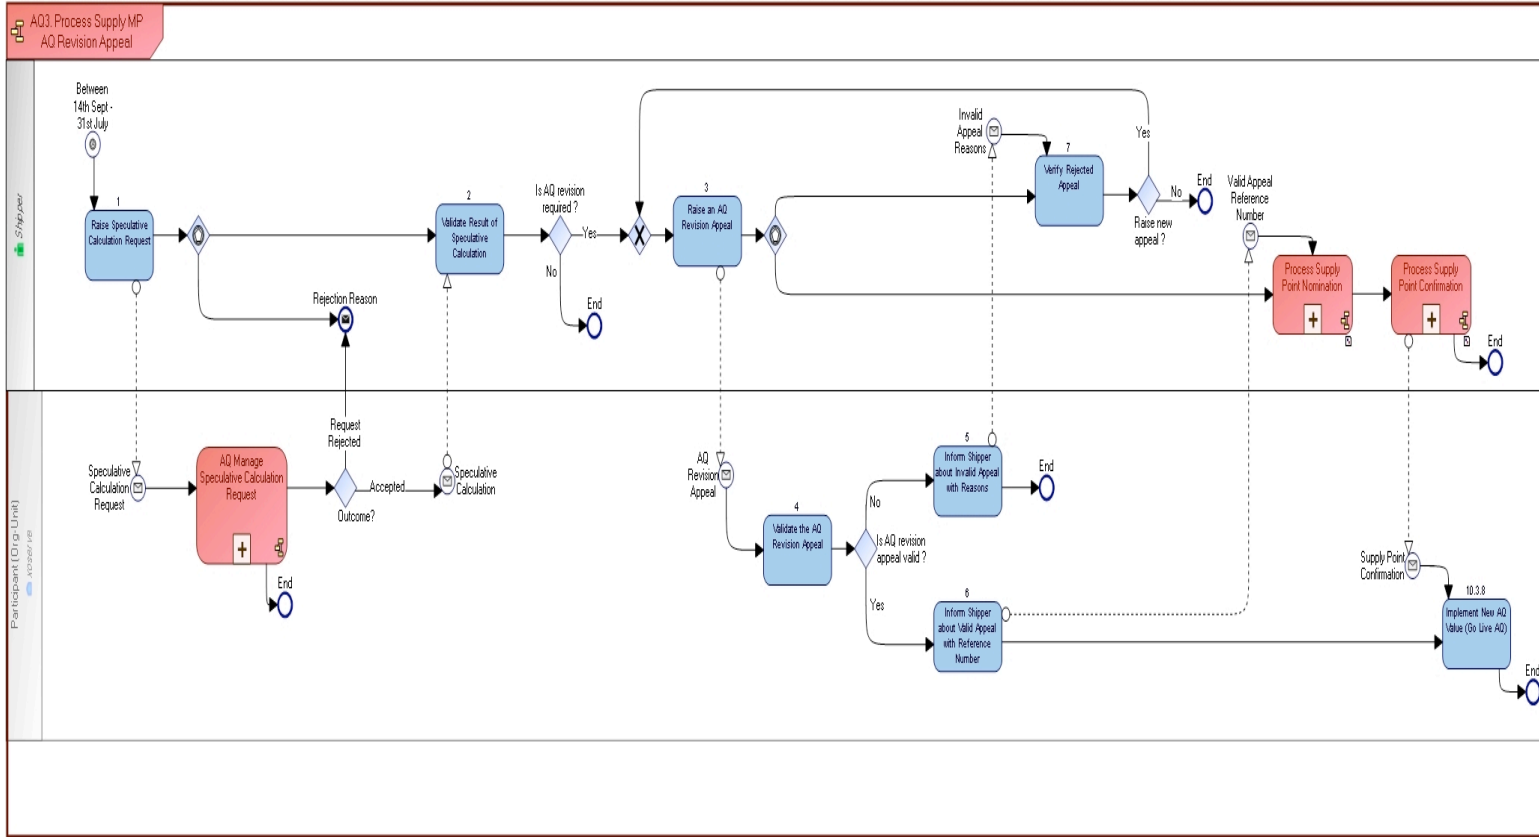 AQ3. Process Supply MP
AQ Revision Appeal
Shipper
Between
14th Sept -
31st July
1
Raise Speculative
Calculation Request
Rejection Reason
2
Validate Result of
Speculative
Calculation
Is AQ revision
required ?
Yes
No
End
3
Raise an AQ
Revision Appeal
Invalid
Appeal
Reasons
7
Verify Rejected
Appeal
Yes
No
Raise new
appeal ?
End
Valid Appeal
Reference
Number
Process Supply
Point Nomination
Process Supply
Point Confirmation
End
Participant (Org-Unit)
xoserve
Speculative
Calculation
Request
AQ Manage
Speculative Calculation
Request
End
Request
Rejected
Accepted
Outcome?
Speculative
Calculation
AQ
Revision
Appeal
4
Validate the AQ
Revision Appeal
No
Is AQ revision
appeal valid ?
Yes
5
Inform Shipper
about Invalid Appeal
with Reasons
End
6
Inform Shipper
about Valid Appeal
with Reference
Number
Supply Point
Confirmation
10.3.8
Implement New AQ
Value (Go Live AQ)
End